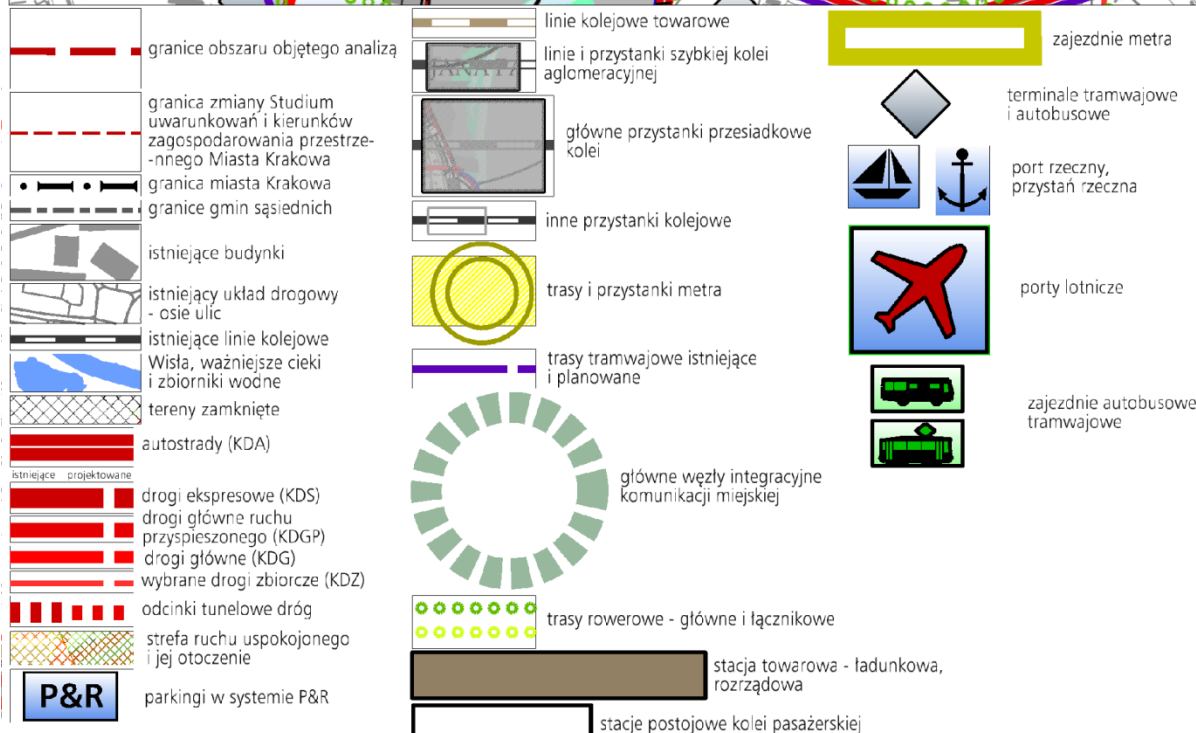 granice obszaru objętego analizą
granica zmiany Studium
uwarunkowań i kierunków
zagospodarowania przestrze-
-nnego Miasta Krakowa
granica miasta Krakowa
granice gmin sąsiednich
istniejące budynki
istniejący układ drogowy
- osie ulic
istniejące linie kolejowe
Wisła, ważniejsze cieki
i zbiorniki wodne
tereny zamknięte
autostrady (KDA)
istniejące projektowane
drogi ekspresowe (KDS)
drogi główne ruchu
przyspieszonego (KDGP)
drogi główne (KDG)
wybrane drogi zbiorcze (KDZ)
odcinki tunelowe dróg
strefa ruchu uspokojonego
i jej otoczenie
P&R
parkingi w systemie P&R
linie kolejowe towarowe
linie i przystanki szybkiej kolei
aglomeracyjnej
główne przystanki przesiadkowe
kolei
inne przystanki kolejowe
trasy i przystanki metra
trasy tramwajowe istniejące
i planowane
główne węzły integracyjne
komunikacji miejskiej
trasy rowerowe - główne i łącznikowe
stacja towarowa - ładunkowa,
rozrządowa
stacje postojowe kolei pasażerskiej
zajezdnie metra
terminale tramwajowe
i autobusowe
port rzeczny,
przystań rzeczna
porty lotnicze
zajezdnie autobusowe
tramwajowe